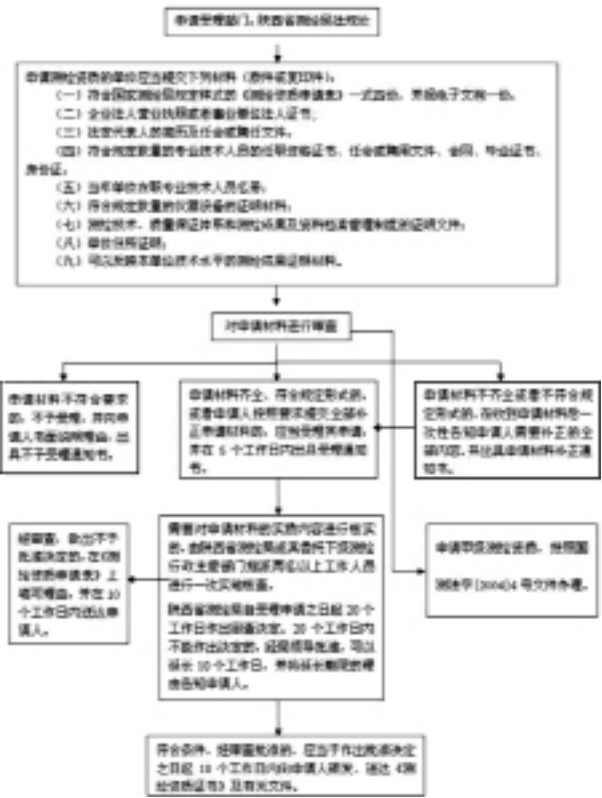 申请受理部门：陕西省测绘局法规处
申请测绘资质的单位应当提交下列材料（原件或复印件）：
（一）符合国家测绘局规定样式的《测绘资质申请表》一式四份，并报电子文档一份。
（二）企业法人营业执照或者事业单位法人证书；
（三）法定代表人的简历及任命或聘任文件。
（四）符合规定数量的专业技术人员的任职资格证书、任命或聘用文件、合同、毕业证书、
身份证；
（五）当年单位在职专业技术人员名册；
（六）符合规定数量的仪器设备的证明材料；
（七）测绘技术、质量保证体系和测绘成果及资料档案管理制度的证明文件；
（八）单位住所证明；
（九）可以反映本单位技术水平的测绘成果证明材料。
对申请材料进行审查
申请材料不符合要求
的，不予受理，并向申
请人书面说明理由，出
具不予受理通知书。
申请材料齐全、符合规定形式的，
或者申请人按照要求提交全部补
正申请材料的，应当受理其申请，
并在 5 个工作日内出具受理通知
书。
申请材料不齐全或者不符合规
定形式的，在收到申请材料后一
次性告知申请人需要补正的全
部内容，并出具申请材料补正通
知书。
经审查，做出不予
批准决定的，在《测
绘资质申请表》上
填写理由，并在 10
个工作日内送达申
请人。
需要对申请材料的实质内容进行核实
的，由陕西省测绘局或其委托下级测绘
行政主管部门指派两名以上工作人员
进行一次实地核查。
陕西省测绘局自受理申请之日起 20 个
工作日作出审查决定。20 个工作日内
不能作出决定的，经局领导批准，可以
延长 10 个工作日，并将延长期限的理
由告知申请人。
申请甲级测绘资质，按照国
测法字[2004]4 号文件办理。
符合条件、经审查批准的，应当于作出批准决定
之日起 10 个工作日内向申请人颁发、送达《测
绘资质证书》及有关文件。